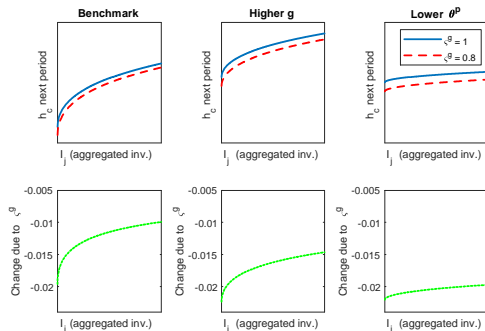 Benchmark
Higher g
Lower θ^p
h_c next period
h_c next period
h_c next period
ς^g = 1
ς^g = 0.8
I_j (aggregated inv.)
I_j (aggregated inv.)
I_j (aggregated inv.)
Change due to ς^g
-0.005
-0.01
-0.015
-0.02
Change due to ς^g
-0.005
-0.01
-0.015
-0.02
Change due to ς^g
-0.005
-0.01
-0.015
-0.02
I_j (aggregated inv.)
I_j (aggregated inv.)
I_j (aggregated inv.)